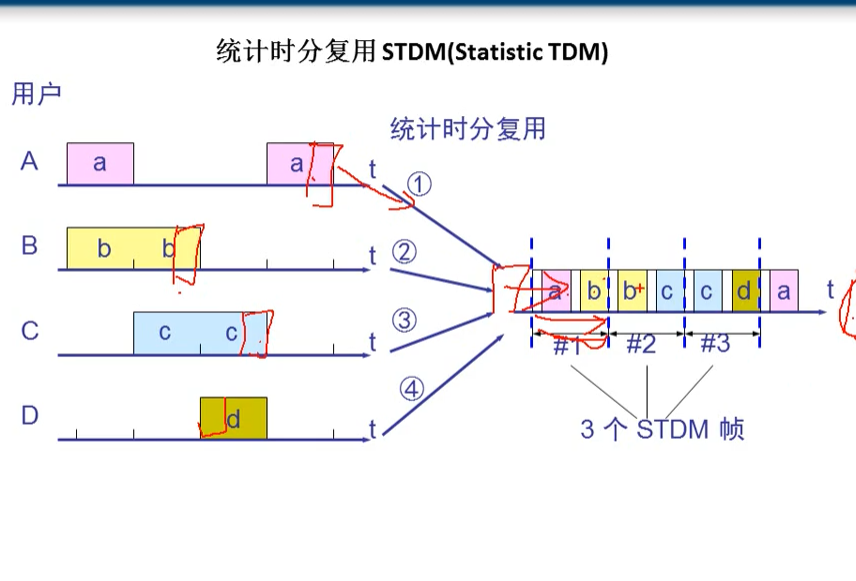 统计时分复用 STDM(Statistic TDM)
用户
统计时分复用
A a a t ①
B b b t ②
a b b c c d a t
C c c t ③
#1 #2 #3
D d t ④
3 个 STDM 帧